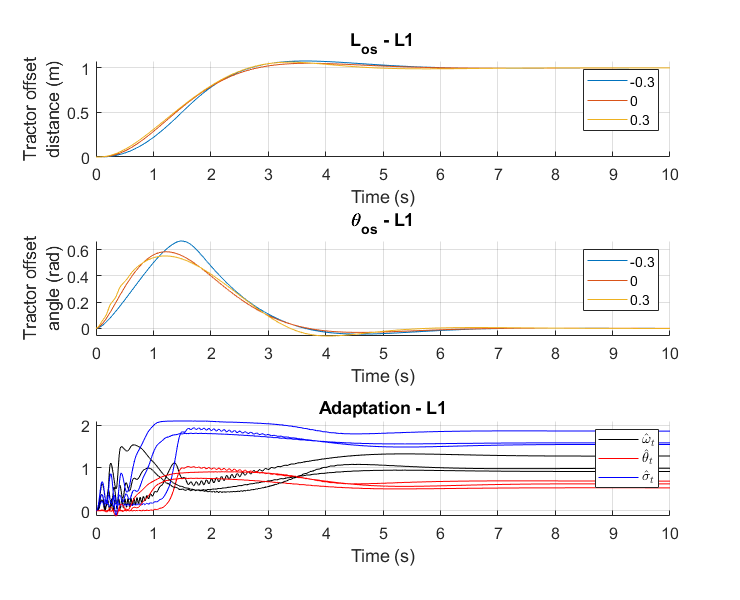 L_os - L1
Tractor offset
distance (m)
1
0.5
0
-0.3
0
0.3
0 1 2 3 4 5 6 7 8 9 10
Time (s)
θ_os - L1
Tractor offset
angle (rad)
0.6
0.4
0.2
0
-0.3
0
0.3
0 1 2 3 4 5 6 7 8 9 10
Time (s)
Adaptation - L1
2
1
0
ω̂_t
θ̂_t
σ̂_t
0 1 2 3 4 5 6 7 8 9 10
Time (s)